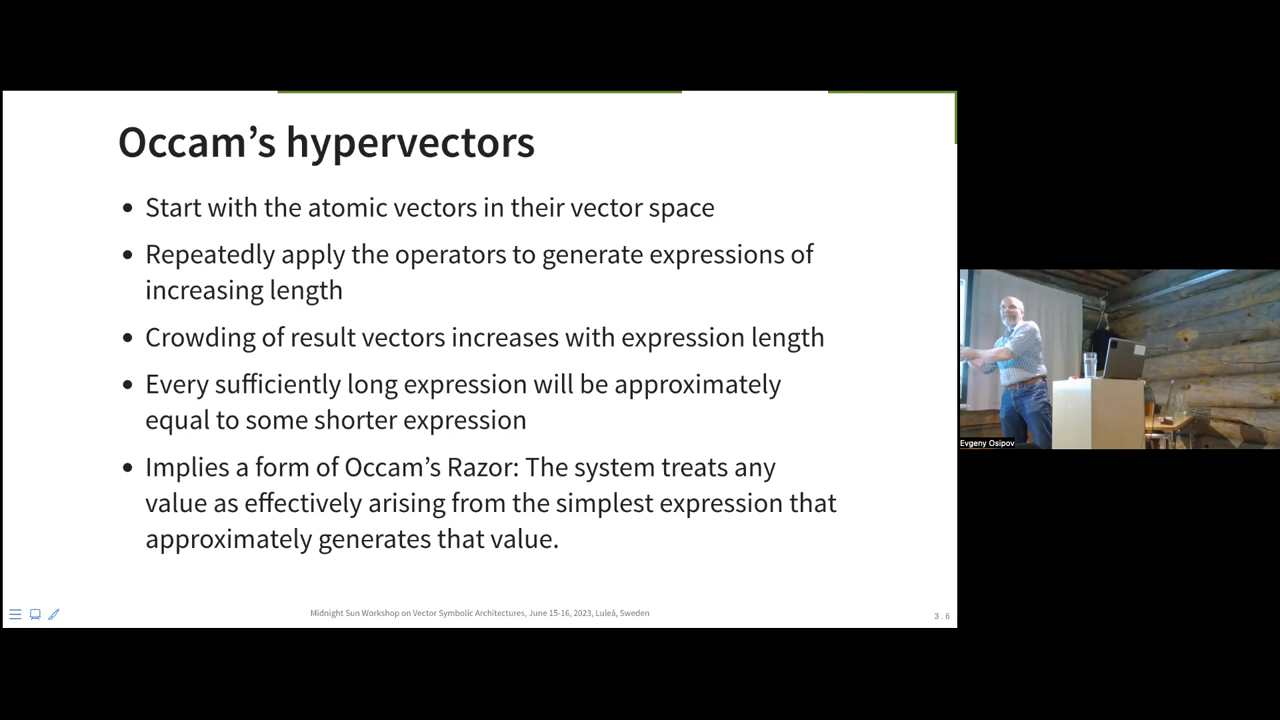 Occam’s hypervectors
• Start with the atomic vectors in their vector space
• Repeatedly apply the operators to generate expressions of
increasing length
• Crowding of result vectors increases with expression length
• Every sufficiently long expression will be approximately
equal to some shorter expression
• Implies a form of Occam’s Razor: The system treats any
value as effectively arising from the simplest expression that
approximately generates that value.
Midnight Sun Workshop on Vector Symbolic Architectures, June 15-16, 2023, Luleå, Sweden
3 . 6
Evgeny Osipov